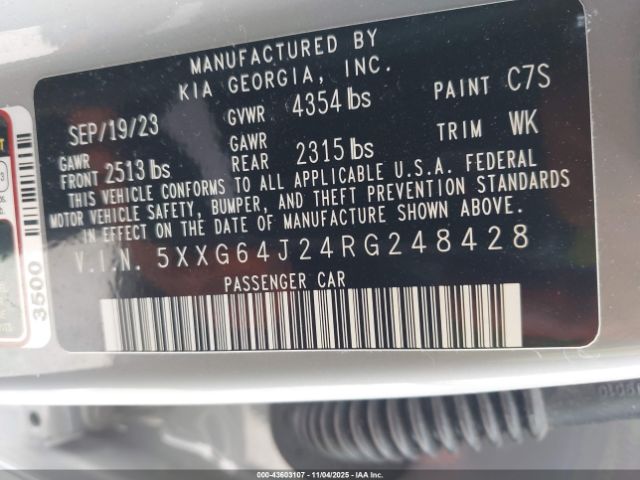 MANUFACTURED BY
KIA GEORGIA, INC.
SEP/19/23 GVWR 4354 lbs PAINT C7S
GAWR FRONT 2513 lbs GAWR REAR 2315 lbs TRIM WK
THIS VEHICLE CONFORMS TO ALL APPLICABLE U.S.A. FEDERAL
MOTOR VEHICLE SAFETY, BUMPER, AND THEFT PREVENTION STANDARDS
IN EFFECT ON THE DATE OF MANUFACTURE SHOWN ABOVE.
V.I.N. 5XXG64J24RG248428
PASSENGER CAR
3500
000-43603107 - 11/04/2025 - IAA Inc.